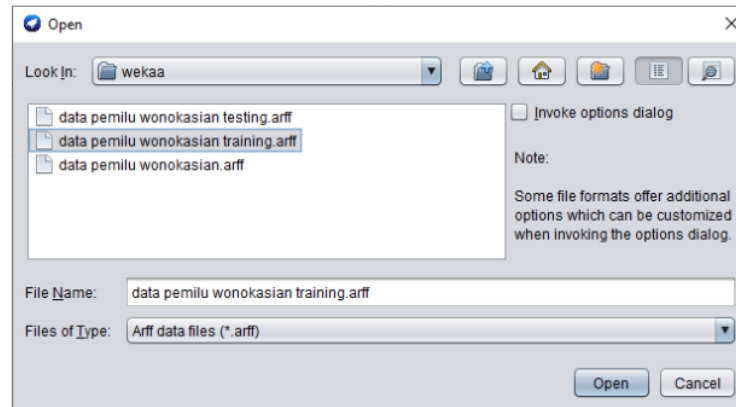 Open
Look In: wekaa
data pemilu wonokasian testing.arff
data pemilu wonokasian training.arff
data pemilu wonokasian.arff
Invoke options dialog
Note:
Some file formats offer additional
options which can be customized
when invoking the options dialog.
File Name: data pemilu wonokasian training.arff
Files of Type: Arff data files (*.arff)
Open Cancel